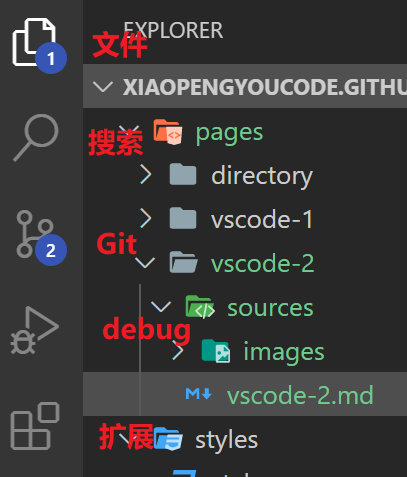 EXPLORER
文件
1
XIAOPENGYOUCODE.GITHU
pages
搜索
directory
vscode-1
Git
2
vscode-2
sources
debug
images
vscode-2.md
扩展
styles